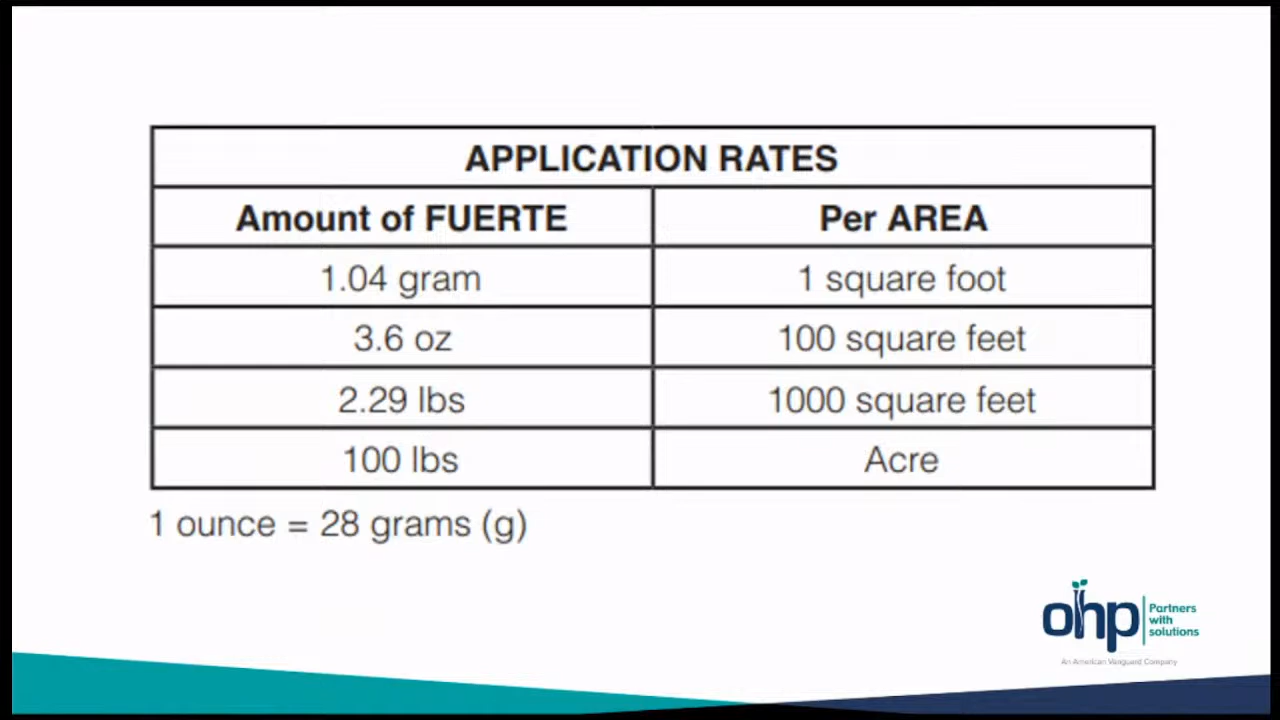 APPLICATION RATES
Amount of FUERTE Per AREA
1.04 gram 1 square foot
3.6 oz 100 square feet
2.29 lbs 1000 square feet
100 lbs Acre
1 ounce = 28 grams (g)
ohp
Partners
with
solutions
An American Vanguard Company